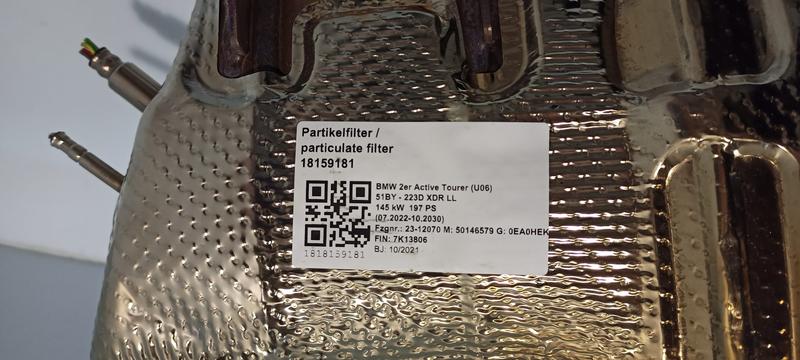 Partikelfilter /
particulate filter
18159181
BMW 2er Active Tourer (U06)
51BY - 223D XDR LL
145 kW 197 PS
(07.2022-10.2030)
Fzgnr.: 23-12070 M: 50146579 G: 0EA0HEK
FIN: 7K13806
BJ: 10/2021
1818159181